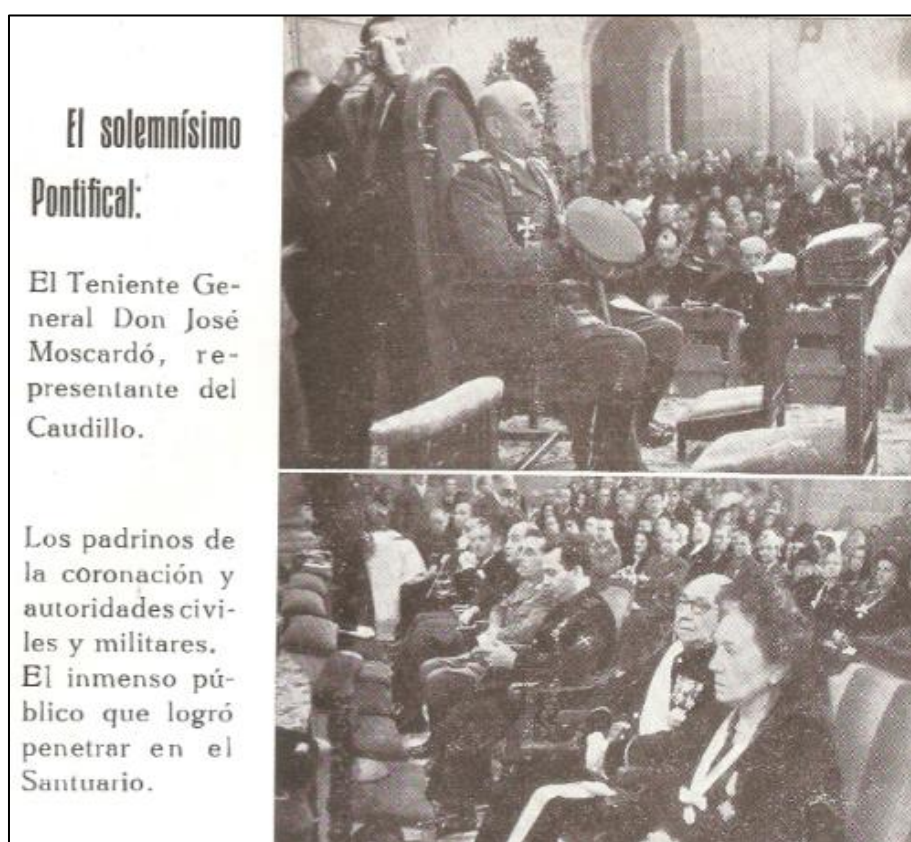 El solemnísimo
Pontifical:
El Teniente Ge-
neral Don José
Moscardó, re-
presentante del
Caudillo.
Los padrinos de
la coronación y
autoridades civi-
les y militares.
El inmenso pú-
blico que logró
penetrar en el
Santuario.